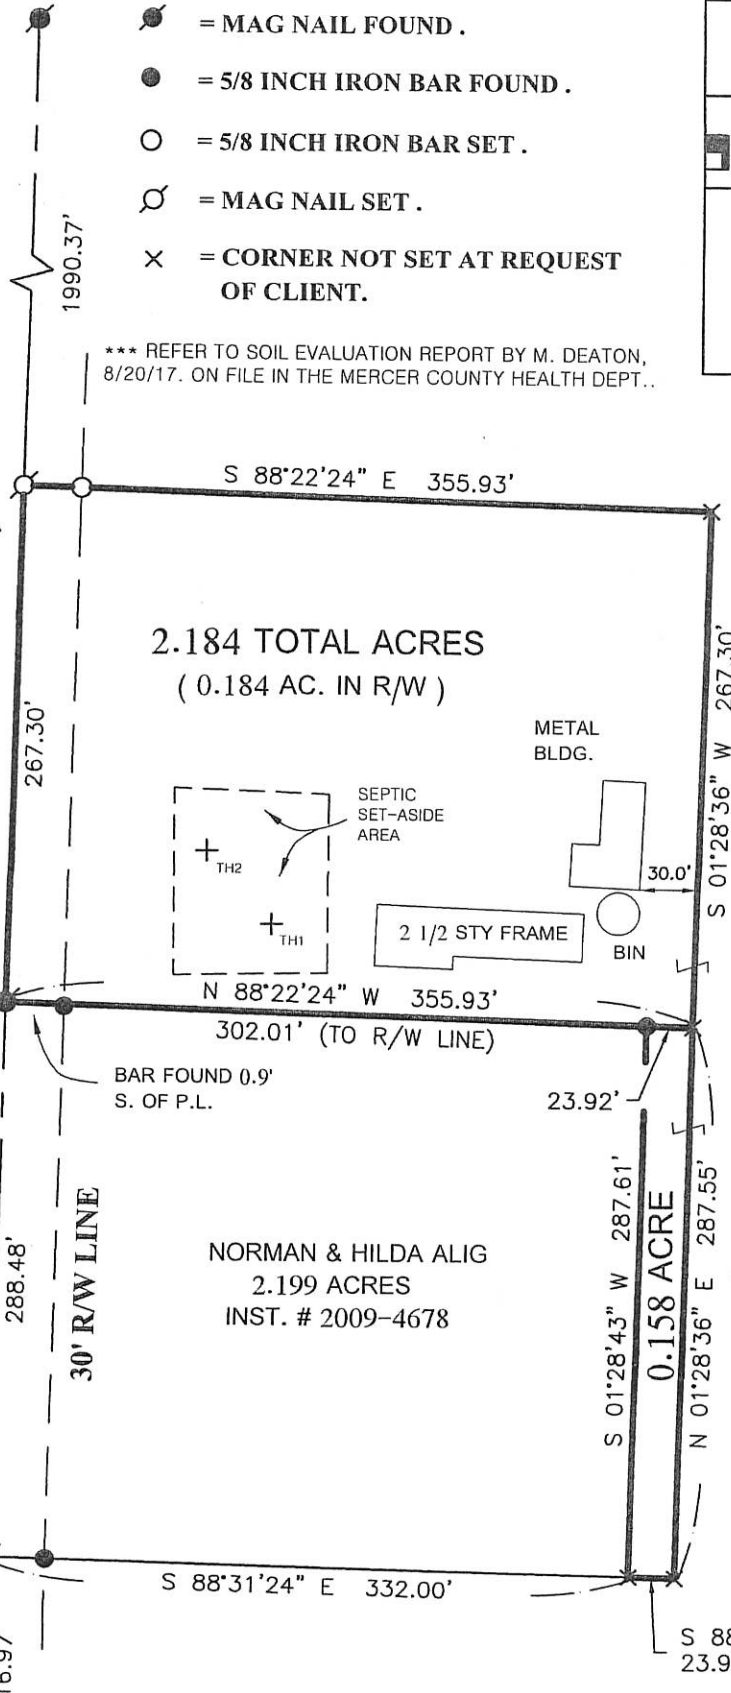 = MAG NAIL FOUND .
= 5/8 INCH IRON BAR FOUND .
= 5/8 INCH IRON BAR SET .
= MAG NAIL SET .
= CORNER NOT SET AT REQUEST
OF CLIENT.
1990.37'
*** REFER TO SOIL EVALUATION REPORT BY M. DEATON,
8/20/17. ON FILE IN THE MERCER COUNTY HEALTH DEPT..
S 88°22'24" E 355.93'
2.184 TOTAL ACRES
( 0.184 AC. IN R/W )
267.30'
S 01°28'36" W 267.30'
METAL
BLDG.
SEPTIC
SET-ASIDE
AREA
TH2
TH1
30.0'
2 1/2 STY FRAME
BIN
N 88°22'24" W 355.93'
302.01' (TO R/W LINE)
BAR FOUND 0.9'
S. OF P.L.
23.92'
288.48'
30' R/W LINE
NORMAN & HILDA ALIG
2.199 ACRES
INST. # 2009-4678
S 01°28'43" W 287.61'
0.158 ACRE
N 01°28'36" E 287.55'
S 88°31'24" E 332.00'
S 88
23.9
16.97